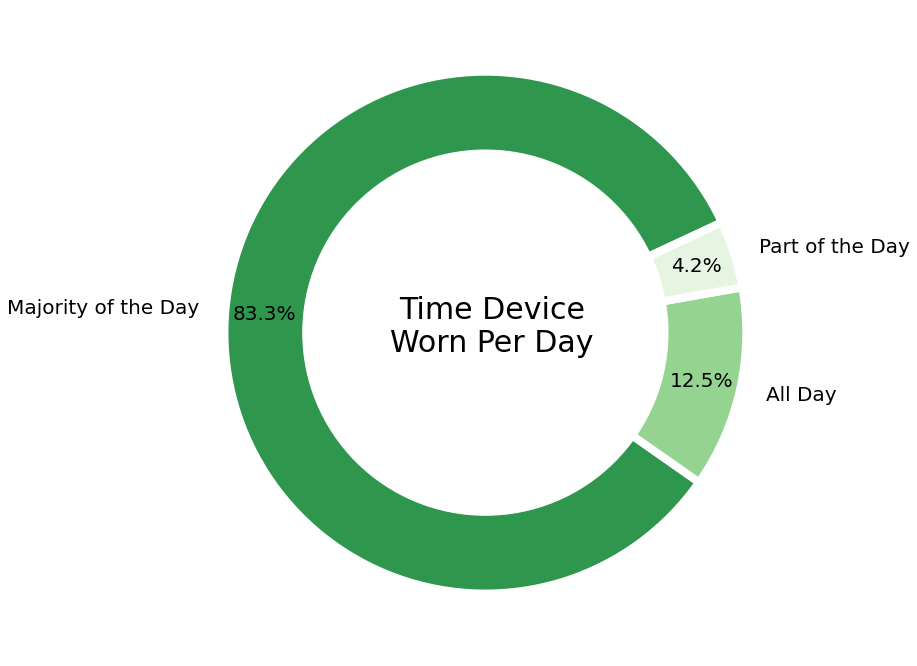 Part of the Day
4.2%
Majority of the Day
83.3%
Time Device
Worn Per Day
12.5%
All Day